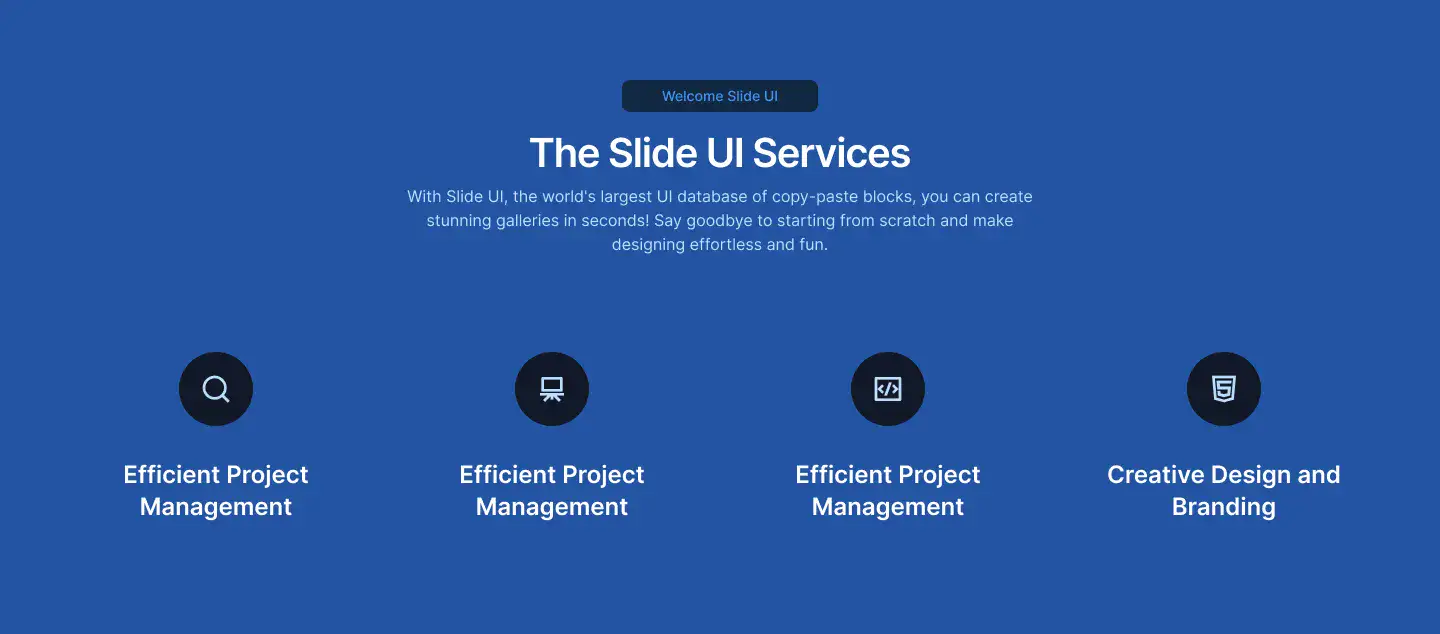 Welcome Slide UI
The Slide UI Services
With Slide UI, the world's largest UI database of copy-paste blocks, you can create
stunning galleries in seconds! Say goodbye to starting from scratch and make
designing effortless and fun.
Efficient Project
Management
Efficient Project
Management
Efficient Project
Management
Creative Design and
Branding